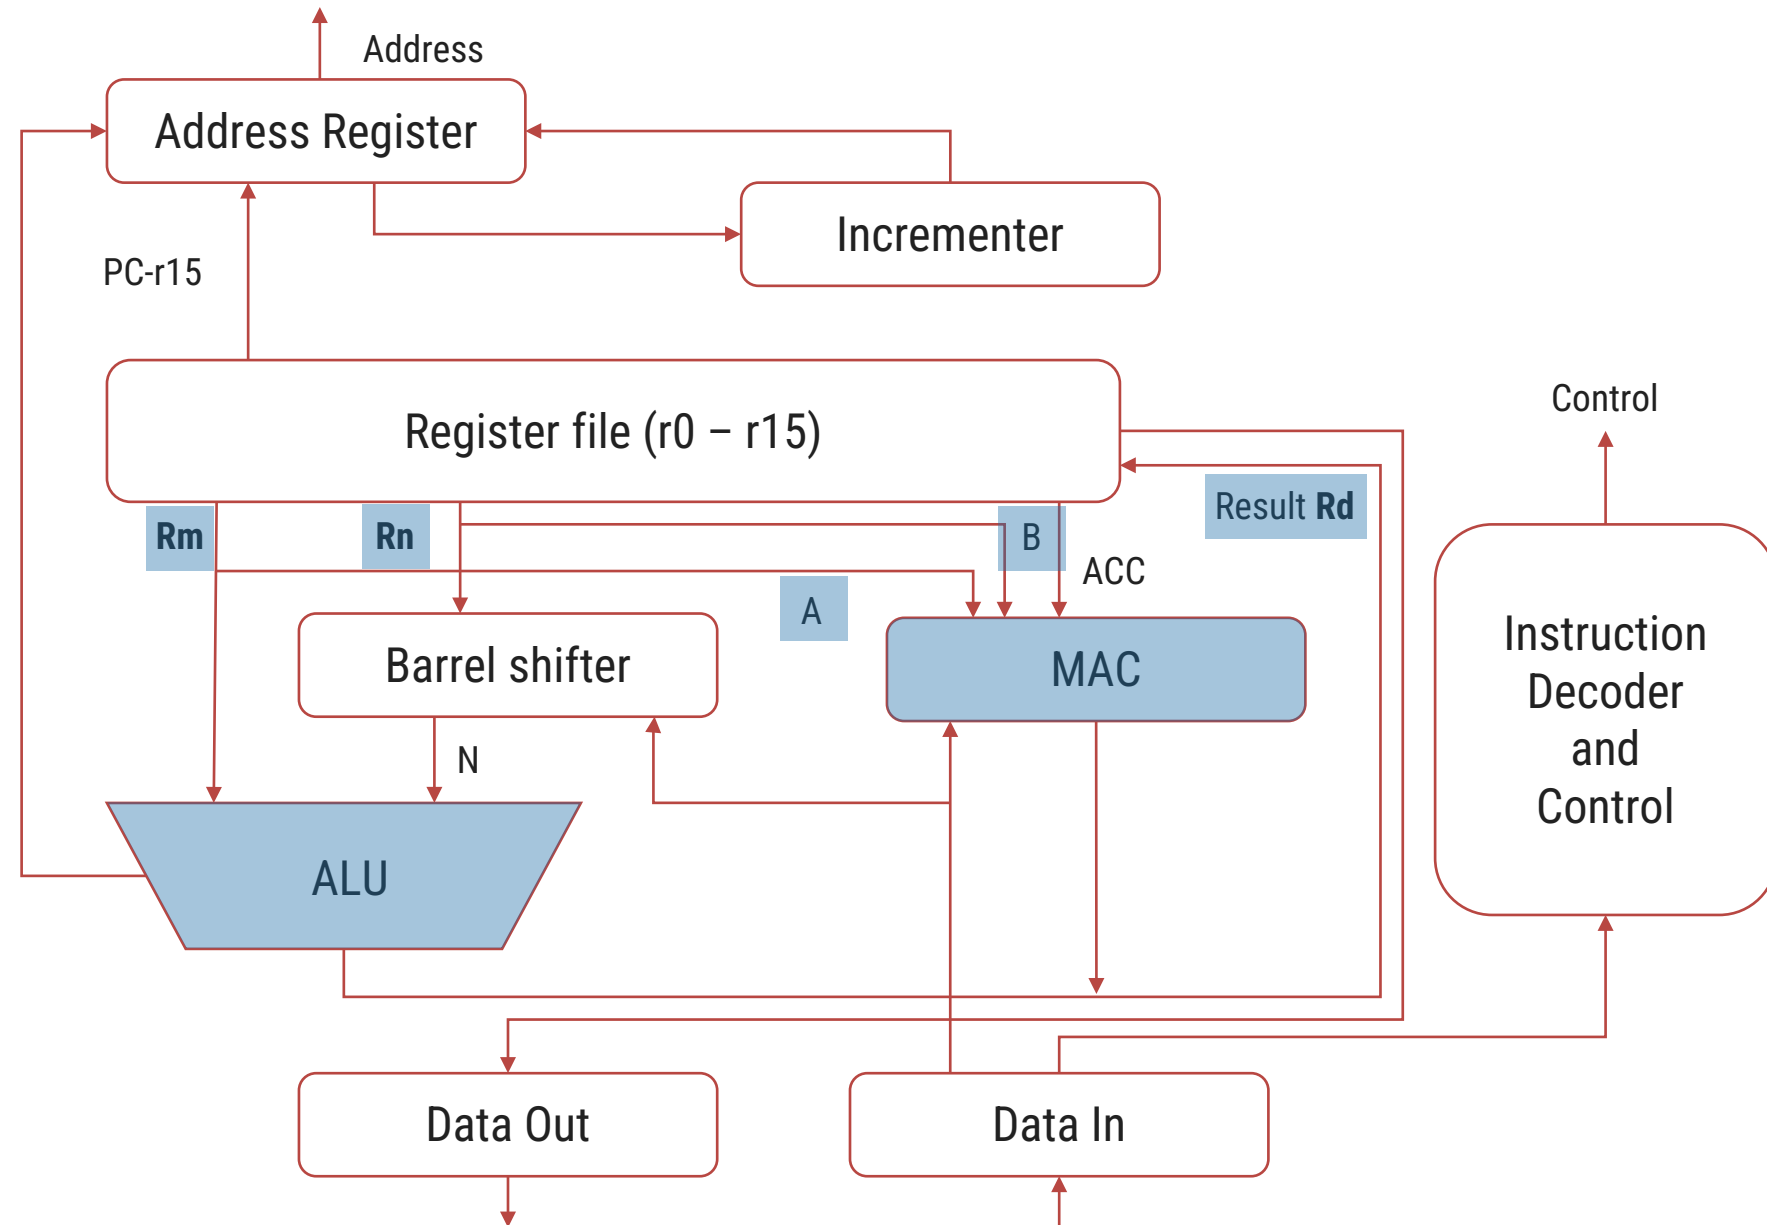 Address
Address Register
Incrementer
PC-r15
Register file (r0 – r15)
Control
Result Rd
Rm
Rn
B
ACC
A
Barrel shifter
MAC
Instruction
Decoder
and
Control
N
ALU
Data Out
Data In